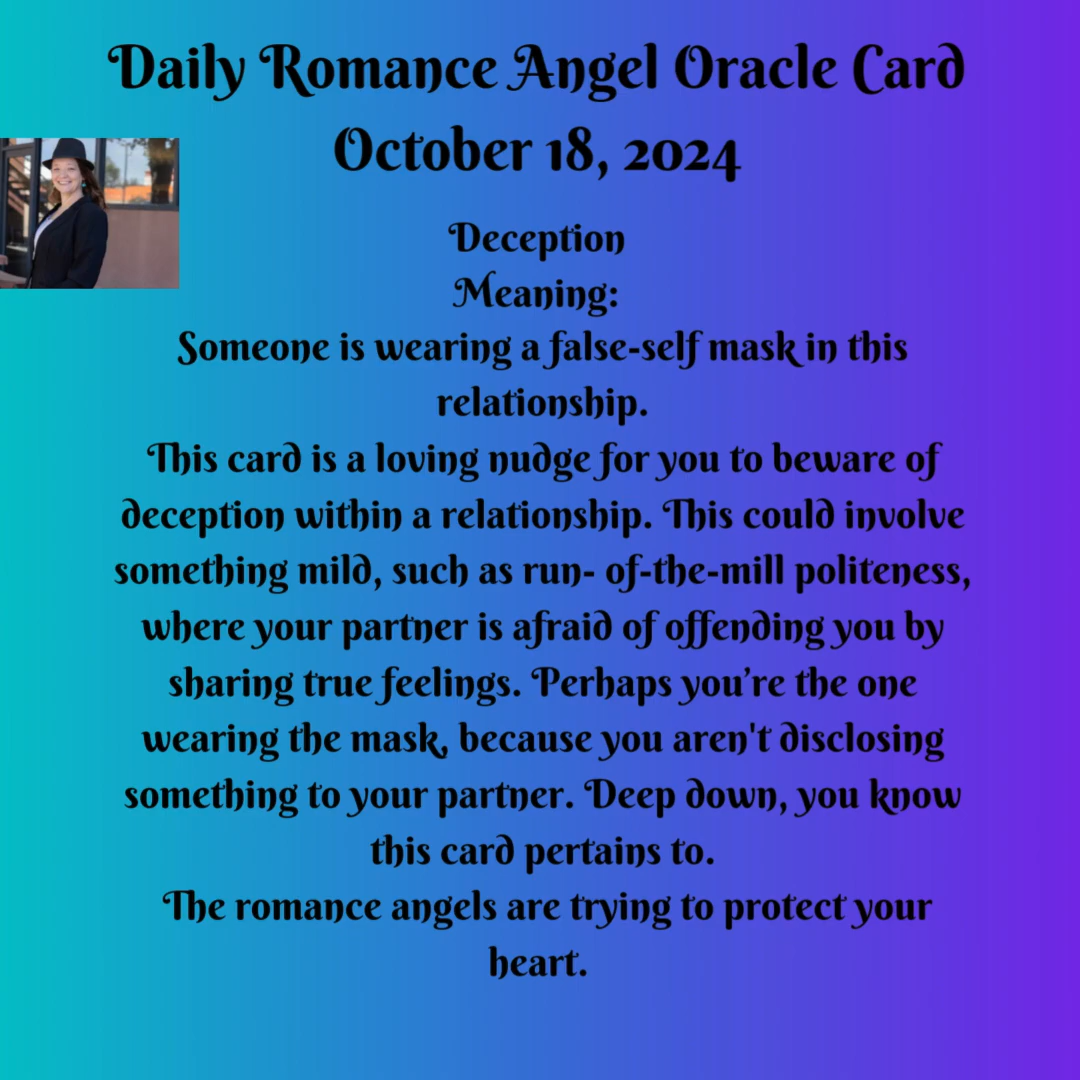 Daily Romance Angel Oracle Card
October 18, 2024
Deception
Meaning:
Someone is wearing a false-self mask in this
relationship.
This card is a loving nudge for you to beware of
deception within a relationship. This could involve
something mild, such as run- of-the-mill politeness,
where your partner is afraid of offending you by
sharing true feelings. Perhaps you’re the one
wearing the mask, because you aren't disclosing
something to your partner. Deep down, you know
this card pertains to.
The romance angels are trying to protect your
heart.